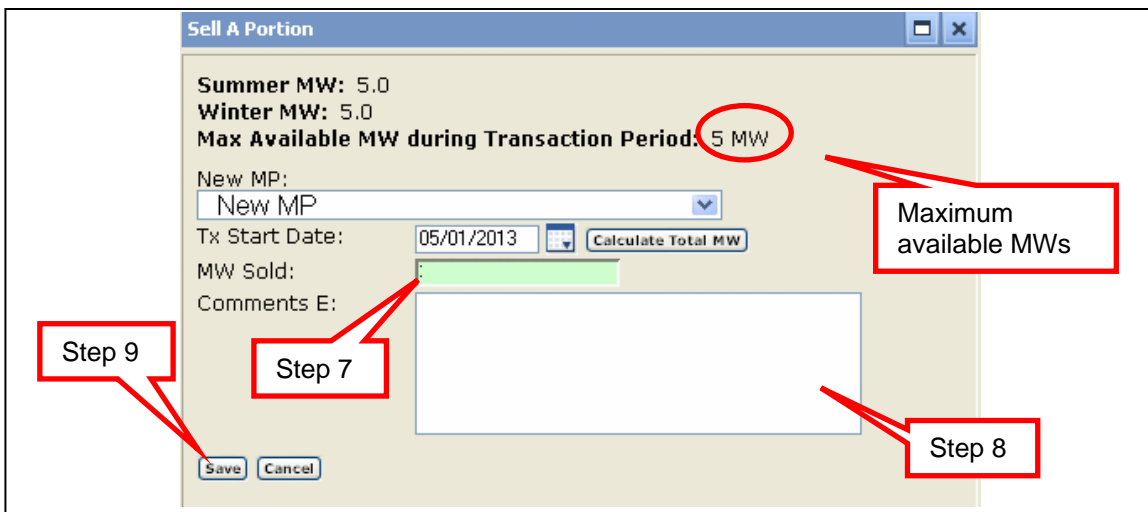 Sell A Portion
Summer MW: 5.0
Winter MW: 5.0
Max Available MW during Transaction Period: 5 MW
New MP:
New MP
Maximum
available MWs
Tx Start Date: 05/01/2013 Calculate Total MW
MW Sold:
Comments E:
Step 9
Step 7
Step 8
Save Cancel